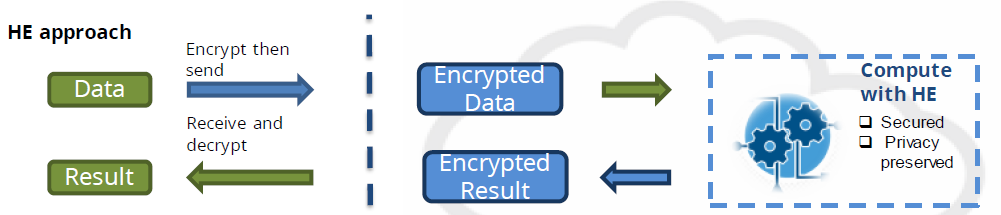 HE approach
Encrypt then
send
Data
Receive and
decrypt
Result
Encrypted
Data
Encrypted
Result
Compute
with HE
❑ Secured
❑ Privacy
preserved